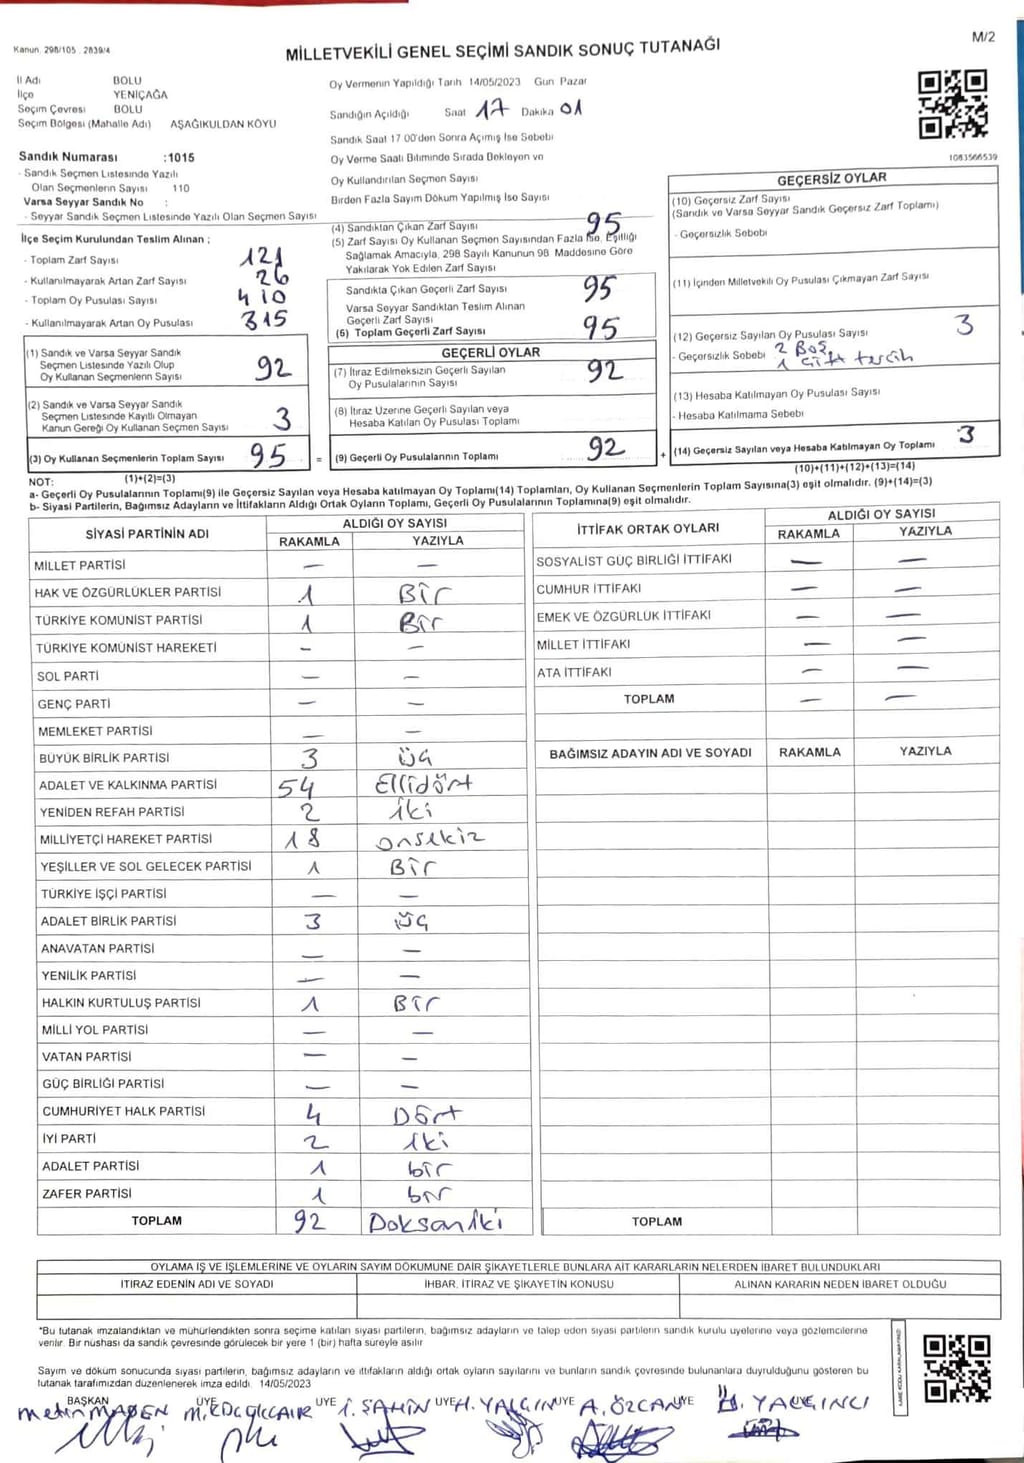 Kanun. 298/105 . 2839/4
MİLLETVEKİLİ GENEL SEÇİMİ SANDIK SONUÇ TUTANAĞI
M/2
İl Adı BOLU
İlçe YENİÇAĞA
Seçim Çevresi BOLU
Seçim Bölgesi (Mahalle Adı) AŞAĞIKULDAN KÖYÜ
Oy Vermenin Yapıldığı Tarih 14/05/2023 Gün Pazar
Sandığın Açıldığı Saat 17 Dakika 01
Sandık Saat 17 00'den Sonra Açımış İse Sebebi
Sandık Numarası :1015
- Sandık Seçmen Listesinde Yazılı
Olan Seçmenlerin Sayısı 110
Varsa Seyyar Sandık No :
- Seyyar Sandık Seçmen Listesinde Yazılı Olan Seçmen Sayısı
Oy Verme Saati Bitiminde Sırada Bekleyen ve
Oy Kullandırılan Seçmen Sayısı
Birden Fazla Sayım Döküm Yapılmış İse Sayısı
1083566539
İlçe Seçim Kurulundan Teslim Alınan ;
- Toplam Zarf Sayısı 121
- Kullanılmayarak Artan Zarf Sayısı 26
- Toplam Oy Pusulası Sayısı 410
- Kullanılmayarak Artan Oy Pusulası 315
(1) Sandık ve Varsa Seyyar Sandık
Seçmen Listesinde Yazılı Olup
Oy Kullanan Seçmenlerin Sayısı 92
(2) Sandık ve Varsa Seyyar Sandık
Seçmen Listesinde Kayıtlı Olmayan
Kanun Gereği Oy Kullanan Seçmen Sayısı 3
(3) Oy Kullanan Seçmenlerin Toplam Sayısı 95 =
(1)+(2)=(3)
(4) Sandıktan Çıkan Zarf Sayısı 95
(5) Zarf Sayısı Oy Kullanan Seçmen Sayısından Fazla İse, Eşitliği
Sağlamak Amacıyla, 298 Sayılı Kanunun 98 Maddesine Göre
Yakılarak Yok Edilen Zarf Sayısı
Sandıkta Çıkan Geçerli Zarf Sayısı 95
Varsa Seyyar Sandıktan Teslim Alınan
Geçerli Zarf Sayısı
(6) Toplam Geçerli Zarf Sayısı 95
GEÇERLİ OYLAR
(7) İtiraz Edilmeksizin Geçerli Sayılan
Oy Pusulalarının Sayısı 92
(8) İtiraz Üzerine Geçerli Sayılan veya
Hesaba Katılan Oy Pusulası Toplamı
(9) Geçerli Oy Pusulalarının Toplamı 92 +
GEÇERSİZ OYLAR
(10) Geçersiz Zarf Sayısı
(Sandık ve Varsa Seyyar Sandık Geçersiz Zarf Toplamı)
- Geçersizlik Sebebi
(11) İçinden Milletvekili Oy Pusulası Çıkmayan Zarf Sayısı
(12) Geçersiz Sayılan Oy Pusulası Sayısı 3
- Geçersizlik Sebebi 2 Boş
1 Çift tercih
(13) Hesaba Katılmayan Oy Pusulası Sayısı
- Hesaba Katılmama Sebebi
(14) Geçersiz Sayılan veya Hesaba Katılmayan Oy Toplamı 3
(10)+(11)+(12)+(13)=(14)
NOT:
a- Geçerli Oy Pusulalarının Toplamı(9) ile Geçersiz Sayılan veya Hesaba katılmayan Oy Toplamı(14) Toplamları, Oy Kullanan Seçmenlerin Toplam Sayısına(3) eşit olmalıdır. (9)+(14)=(3)
b- Siyasi Partilerin, Bağımsız Adayların ve İttifakların Aldığı Ortak Oyların Toplamı, Geçerli Oy Pusulalarının Toplamına(9) eşit olmalıdır.
SİYASİ PARTİNİN ADI ALDIĞI OY SAYISI
RAKAMLA YAZIYLA
MİLLET PARTİSİ — —
HAK VE ÖZGÜRLÜKLER PARTİSİ 1 Bir
TÜRKİYE KOMÜNİST PARTİSİ 1 Bir
TÜRKİYE KOMÜNİST HAREKETİ — —
SOL PARTİ — —
GENÇ PARTİ — —
MEMLEKET PARTİSİ — —
BÜYÜK BİRLİK PARTİSİ 3 üç
ADALET VE KALKINMA PARTİSİ 54 Ellidört
YENİDEN REFAH PARTİSİ 2 iki
MİLLİYETÇİ HAREKET PARTİSİ 18 onsekiz
YEŞİLLER VE SOL GELECEK PARTİSİ 1 Bir
TÜRKİYE İŞÇİ PARTİSİ — —
ADALET BİRLİK PARTİSİ 3 üç
ANAVATAN PARTİSİ — —
YENİLİK PARTİSİ — —
HALKIN KURTULUŞ PARTİSİ 1 Bir
MİLLİ YOL PARTİSİ — —
VATAN PARTİSİ — —
GÜÇ BİRLİĞİ PARTİSİ — —
CUMHURİYET HALK PARTİSİ 4 Dört
İYİ PARTİ 2 iki
ADALET PARTİSİ 1 bir
ZAFER PARTİSİ 1 bir
TOPLAM 92 Doksaniki
İTTİFAK ORTAK OYLARI ALDIĞI OY SAYISI
RAKAMLA YAZIYLA
SOSYALİST GÜÇ BİRLİĞİ İTTİFAKI — —
CUMHUR İTTİFAKI — —
EMEK VE ÖZGÜRLÜK İTTİFAKI — —
MİLLET İTTİFAKI — —
ATA İTTİFAKI — —
TOPLAM — —
BAĞIMSIZ ADAYIN ADI VE SOYADI RAKAMLA YAZIYLA
TOPLAM
OYLAMA İŞ VE İŞLEMLERİNE VE OYLARIN SAYIM DÖKÜMÜNE DAİR ŞİKAYETLERLE BUNLARA AİT KARARLARIN NELERDEN İBARET BULUNDUKLARI
İTİRAZ EDENİN ADI VE SOYADI İHBAR, İTİRAZ VE ŞİKAYETİN KONUSU ALINAN KARARIN NEDEN İBARET OLDUĞU
*Bu tutanak imzalandıktan ve mühürlendikten sonra seçime katılan siyasi partilerin, bağımsız adayların ve talep eden siyasi partilerin sandık kurulu üyelerine veya gözlemcilerine
verilir. Bir nüshası da sandık çevresinde görülecek bir yere 1 (bir) hafta süreyle asılır
Sayım ve döküm sonucunda siyasi partilerin, bağımsız adayların ve ittifakların aldığı ortak oyların sayılarını ve bunların sandık çevresinde bulunanlara duyrulduğunu gösteren bu
tutanak tarafımızdan düzenlenerek imza edildi. 14/05/2023
BAŞKAN ÜYE ÜYE ÜYE ÜYE ÜYE ÜYE
Metin MADEN İ. ŞAHİN H. YALÇIN A. ÖZCAN